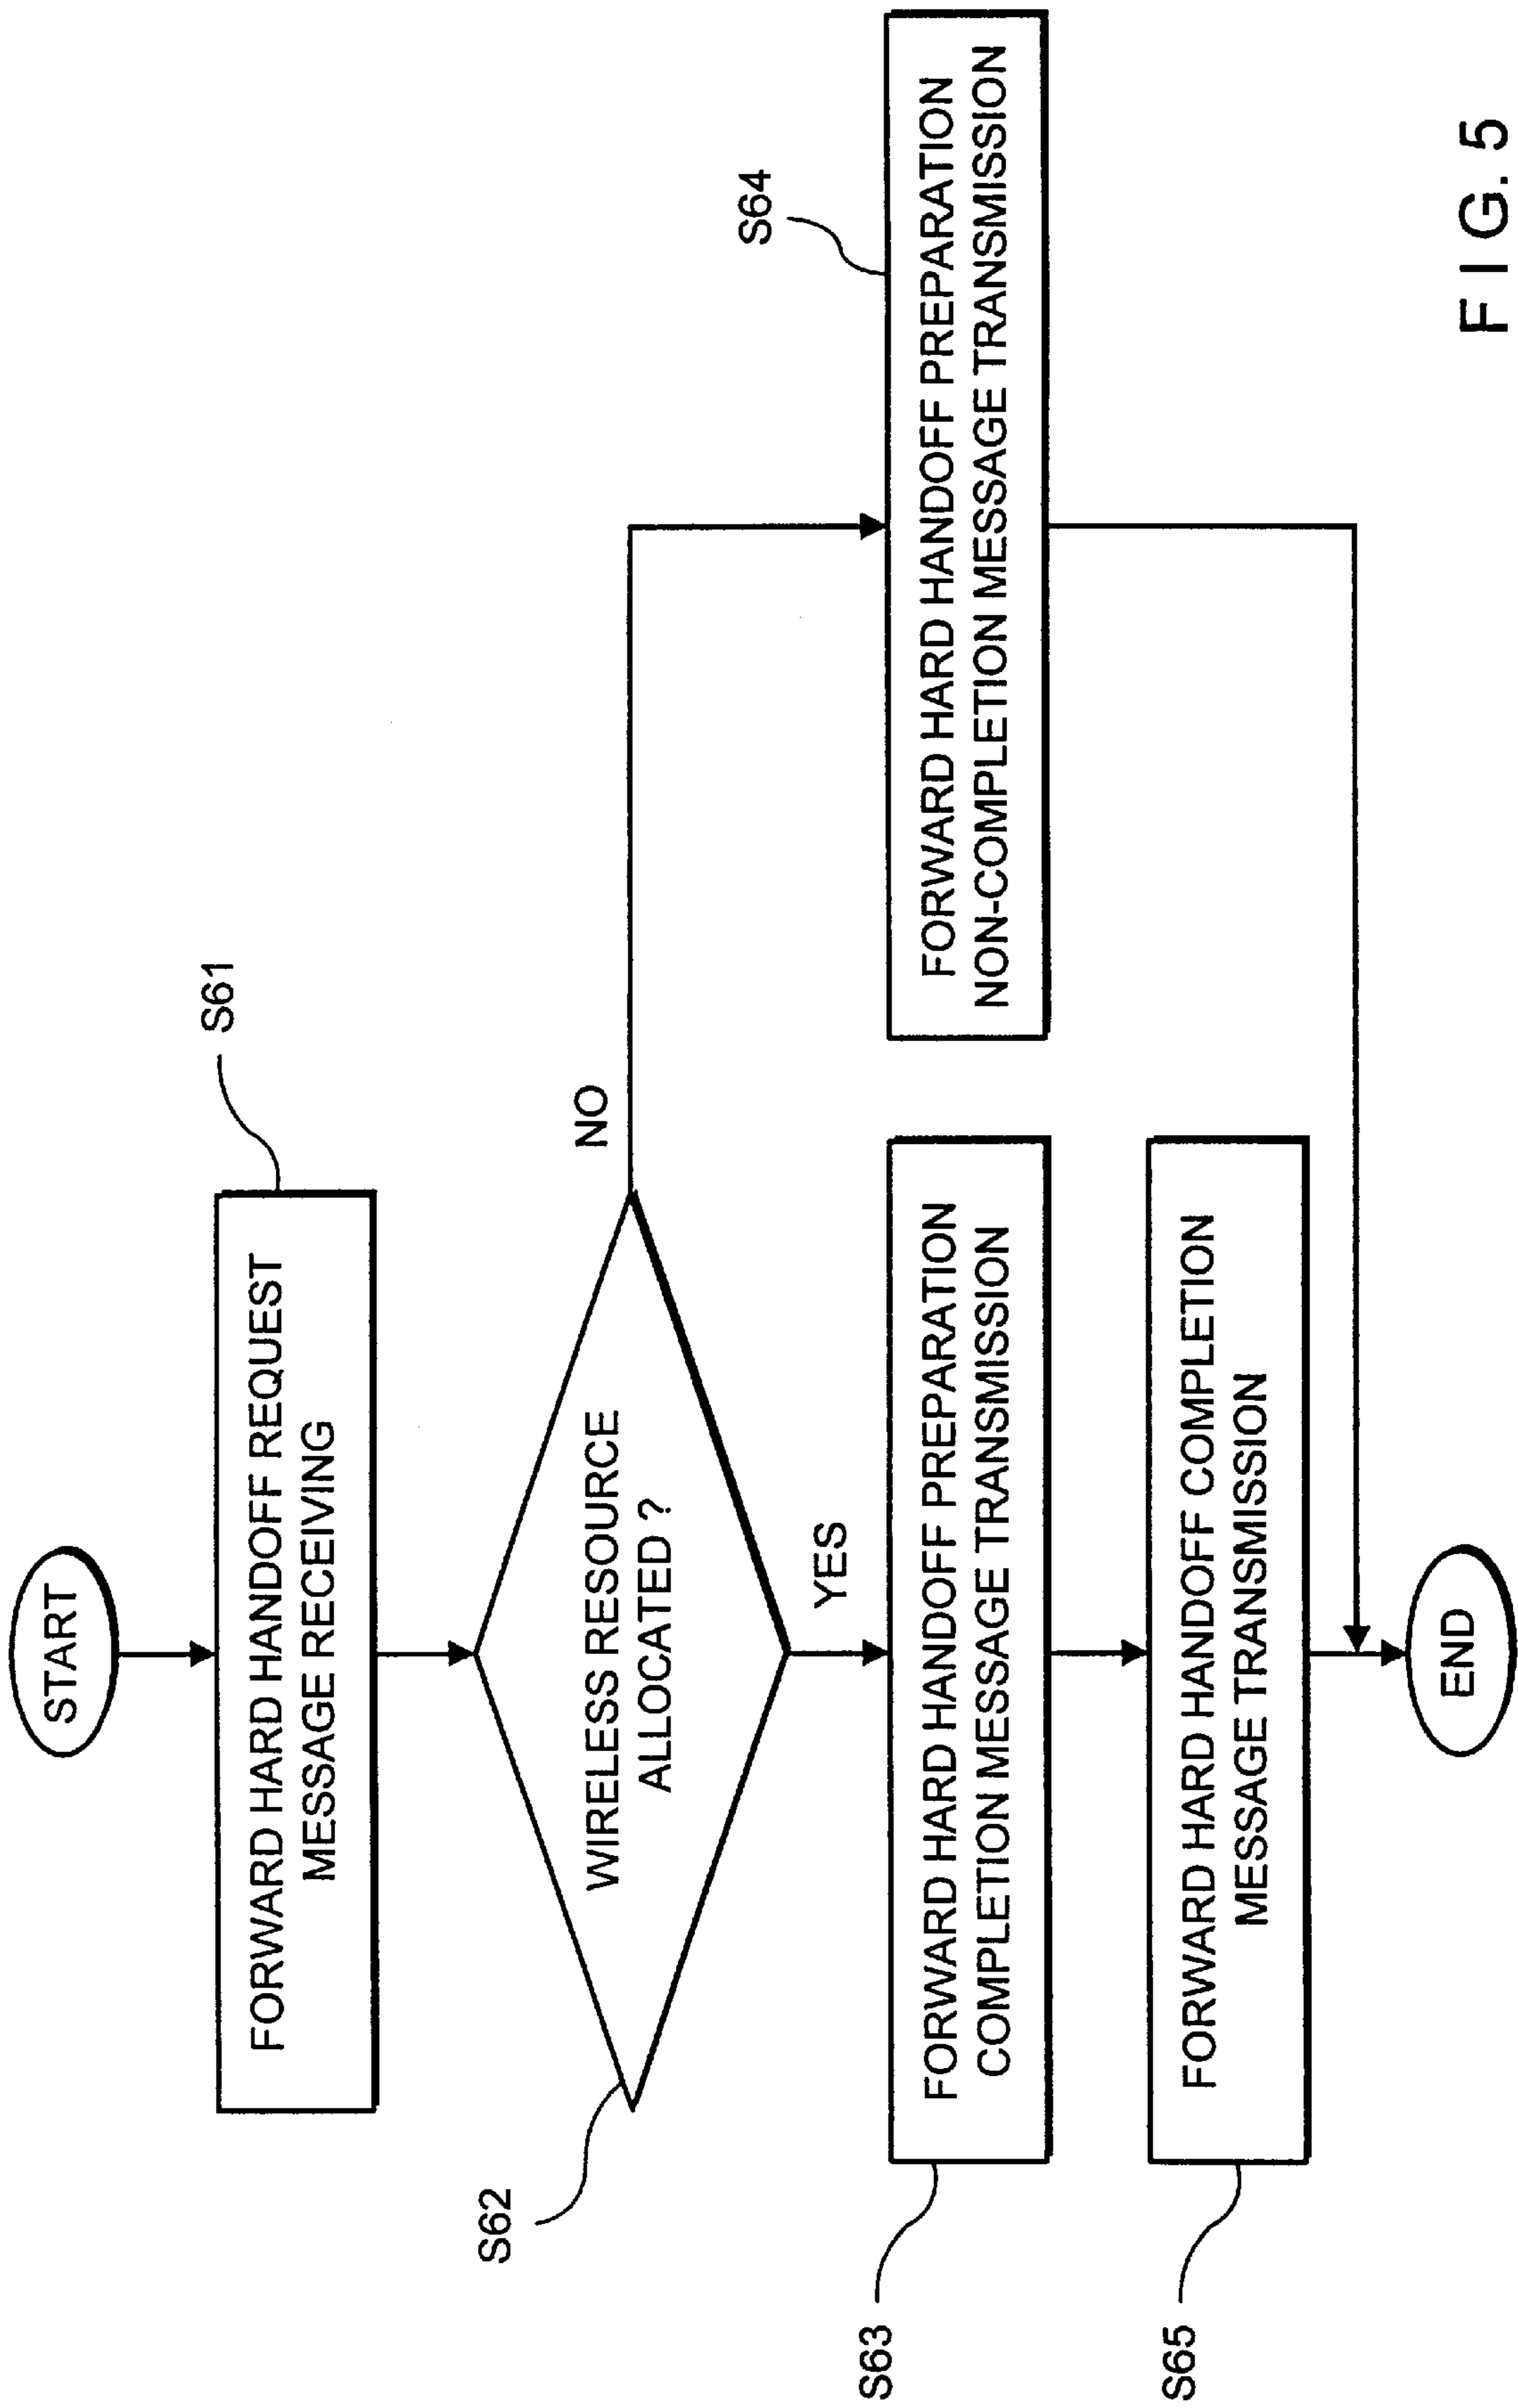 START
S61
FORWARD HARD HANDOFF REQUEST
MESSAGE RECEIVING
S62
WIRELESS RESOURCE
ALLOCATED ?
NO
YES
S63
FORWARD HARD HANDOFF PREPARATION
COMPLETION MESSAGE TRANSMISSION
S64
FORWARD HARD HANDOFF PREPARATION
NON-COMPLETION MESSAGE TRANSMISSION
S65
FORWARD HARD HANDOFF COMPLETION
MESSAGE TRANSMISSION
END
FIG. 5